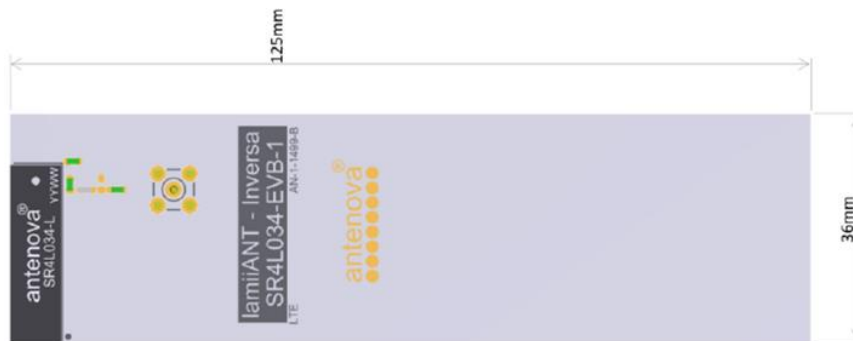 125mm
36mm
antenova®
SR4L034-L
YYWW
lamiiANT - Inversa
SR4L034-EVB-1
LTE
AN-1-1499-B
antenova®